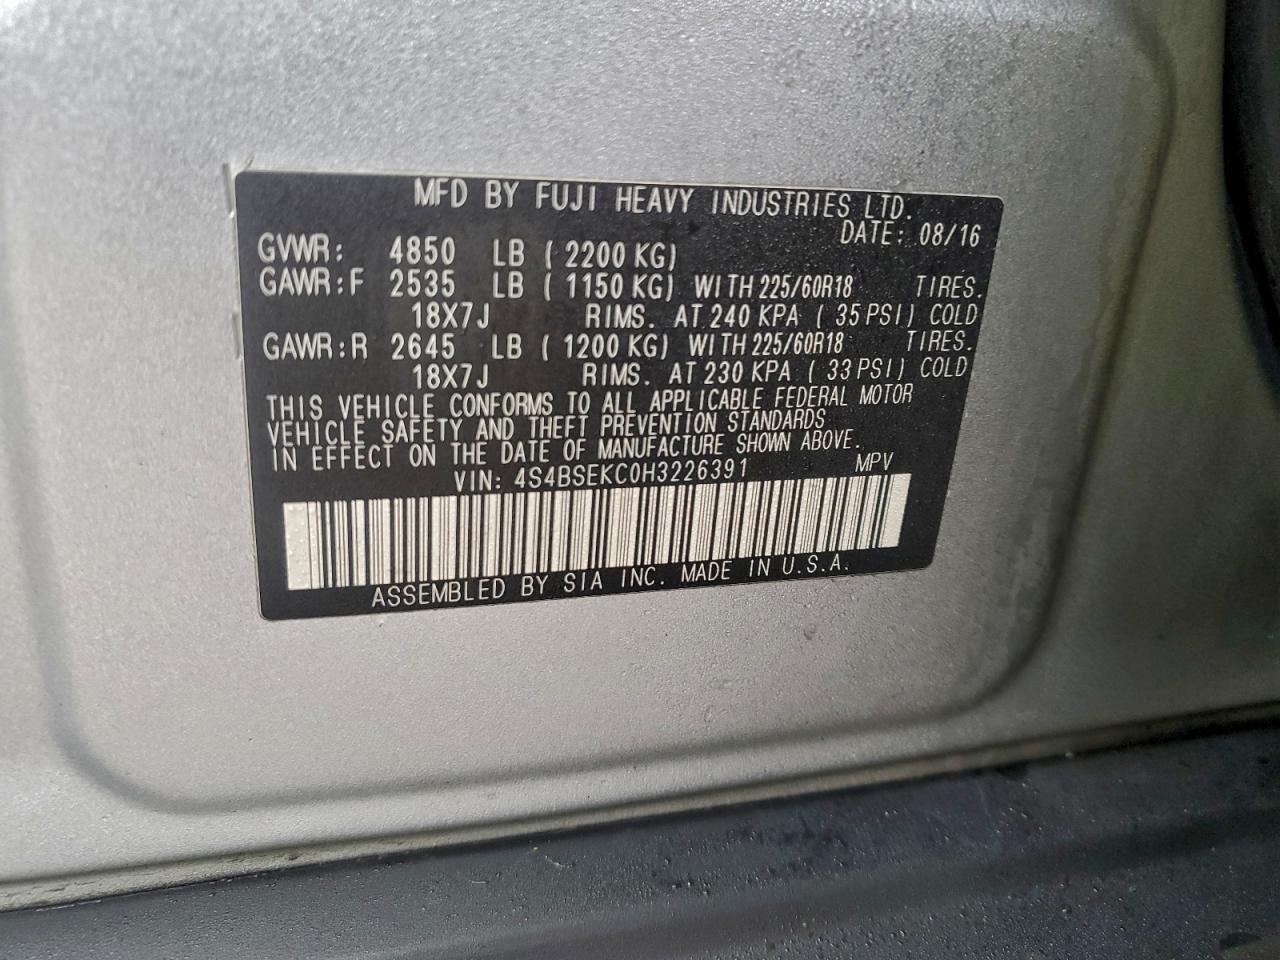 MFD BY FUJI HEAVY INDUSTRIES LTD.
DATE: 08/16
GVWR: 4850 LB ( 2200 KG)
GAWR:F 2535 LB ( 1150 KG) WITH 225/60R18 TIRES.
18X7J RIMS. AT 240 KPA ( 35 PSI) COLD
GAWR:R 2645 LB ( 1200 KG) WITH 225/60R18 TIRES.
18X7J RIMS. AT 230 KPA ( 33 PSI) COLD
THIS VEHICLE CONFORMS TO ALL APPLICABLE FEDERAL MOTOR
VEHICLE SAFETY AND THEFT PREVENTION STANDARDS
IN EFFECT ON THE DATE OF MANUFACTURE SHOWN ABOVE.
VIN: 4S4BSEKC0H3226391 MPV
ASSEMBLED BY SIA INC. MADE IN U.S.A.